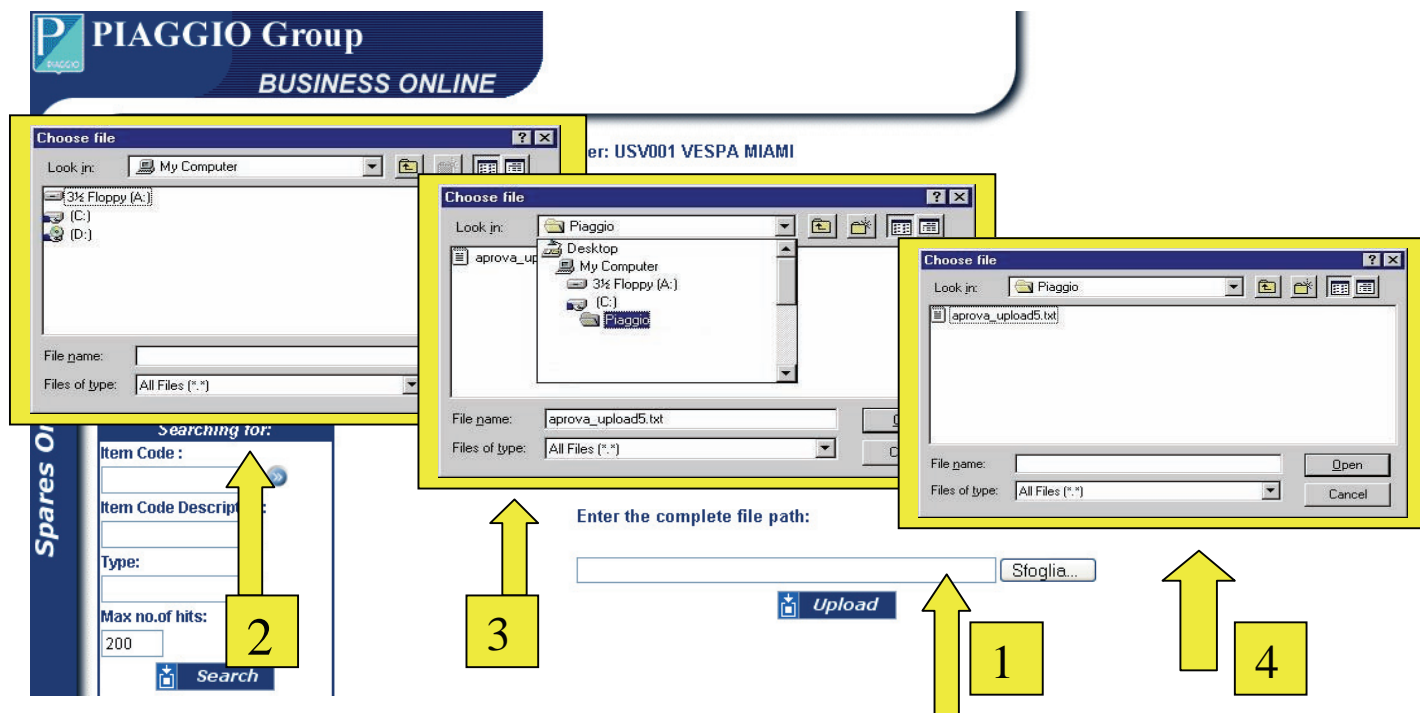 PIAGGIO Group
PIAGGIO
BUSINESS ONLINE
er: USV001 VESPA MIAMI
Choose file
Look in: My Computer
3½ Floppy (A:)
(C:)
(D:)
File name:
Files of type: All Files (*.*)
Choose file
Look in: Piaggio
aprova_up
Desktop
My Computer
3½ Floppy (A:)
(C:)
Piaggio
File name: aprova_upload5.txt
Files of type: All Files (*.*)
Choose file
Look in: Piaggio
aprova_upload5.txt
File name: Open
Files of type: All Files (*.*) Cancel
Spares
Searching for:
Item Code :
Item Code Descript
Type:
Max no.of hits:
200
Search
2
3
Enter the complete file path:
Sfoglia...
Upload
1
4